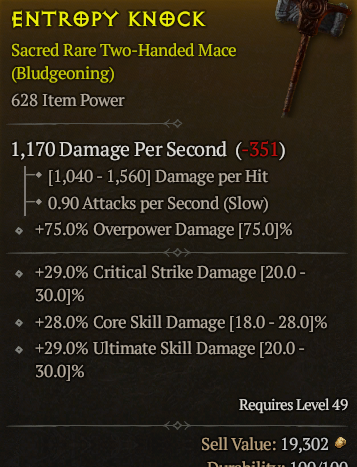 ENTROPY KNOCK
Sacred Rare Two-Handed Mace
(Bludgeoning)
628 Item Power
1,170 Damage Per Second (-351)
[1,040 - 1,560] Damage per Hit
0.90 Attacks per Second (Slow)
+75.0% Overpower Damage [75.0]%
+29.0% Critical Strike Damage [20.0 -
30.0]%
+28.0% Core Skill Damage [18.0 - 28.0]%
+29.0% Ultimate Skill Damage [20.0 -
30.0]%
Requires Level 49
Sell Value: 19,302
Durability: 100/100